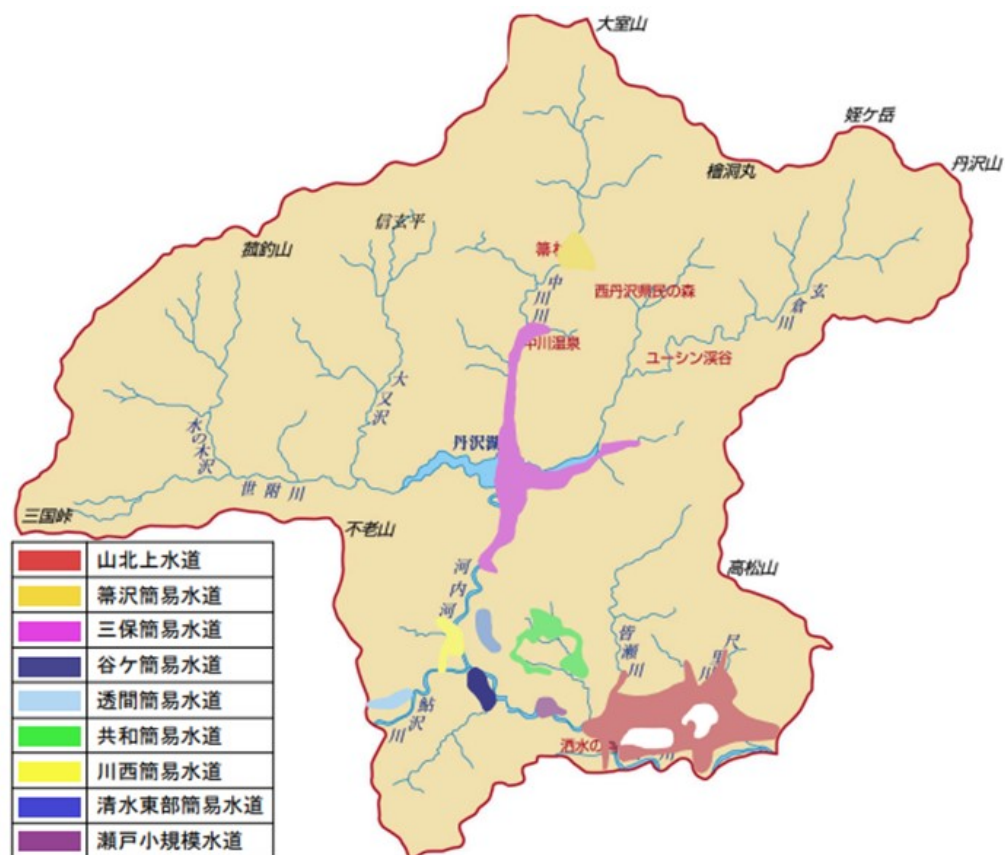 大室山
蛭ケ岳
丹沢山
檜洞丸
信玄平
菰釣山
箒
西丹沢県民の森
中川川
玄倉川
中川温泉
ユーシン渓谷
大又沢
水の木沢
丹沢湖
世附川
三国峠
不老山
高松山
河内
皆瀬川
尺里川
鮎沢川
洒水の
川
山北上水道
箒沢簡易水道
三保簡易水道
谷ケ簡易水道
透間簡易水道
共和簡易水道
川西簡易水道
清水東部簡易水道
瀬戸小規模水道